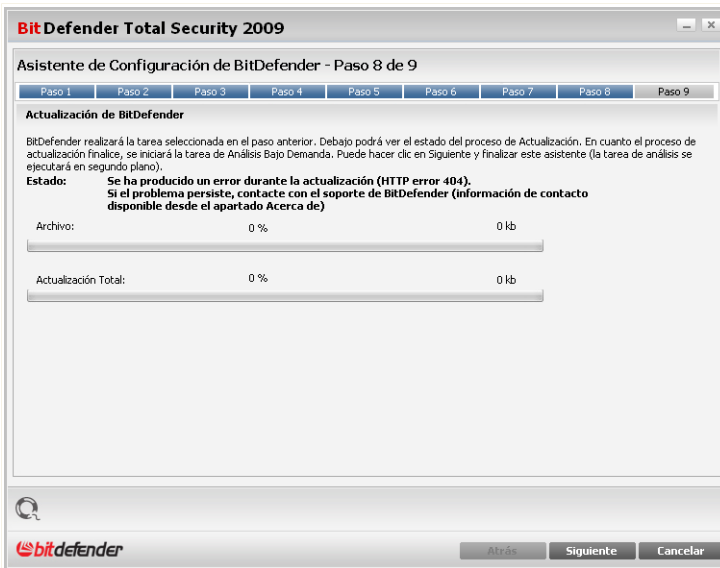 BitDefender Total Security 2009
Asistente de Configuración de BitDefender - Paso 8 de 9
Paso 1 Paso 2 Paso 3 Paso 4 Paso 5 Paso 6 Paso 7 Paso 8 Paso 9
Actualización de BitDefender
BitDefender realizará la tarea seleccionada en el paso anterior. Debajo podrá ver el estado del proceso de Actualización. En cuanto el proceso de
actualización finalice, se iniciará la tarea de Análisis Bajo Demanda. Puede hacer clic en Siguiente y finalizar este asistente (la tarea de análisis se
ejecutará en segundo plano).
Estado: Se ha producido un error durante la actualización (HTTP error 404).
Si el problema persiste, contacte con el soporte de BitDefender (información de contacto
disponible desde el apartado Acerca de)
Archivo: 0 % 0 kb
Actualización Total: 0 % 0 kb
bitdefender Atrás Siguiente Cancelar